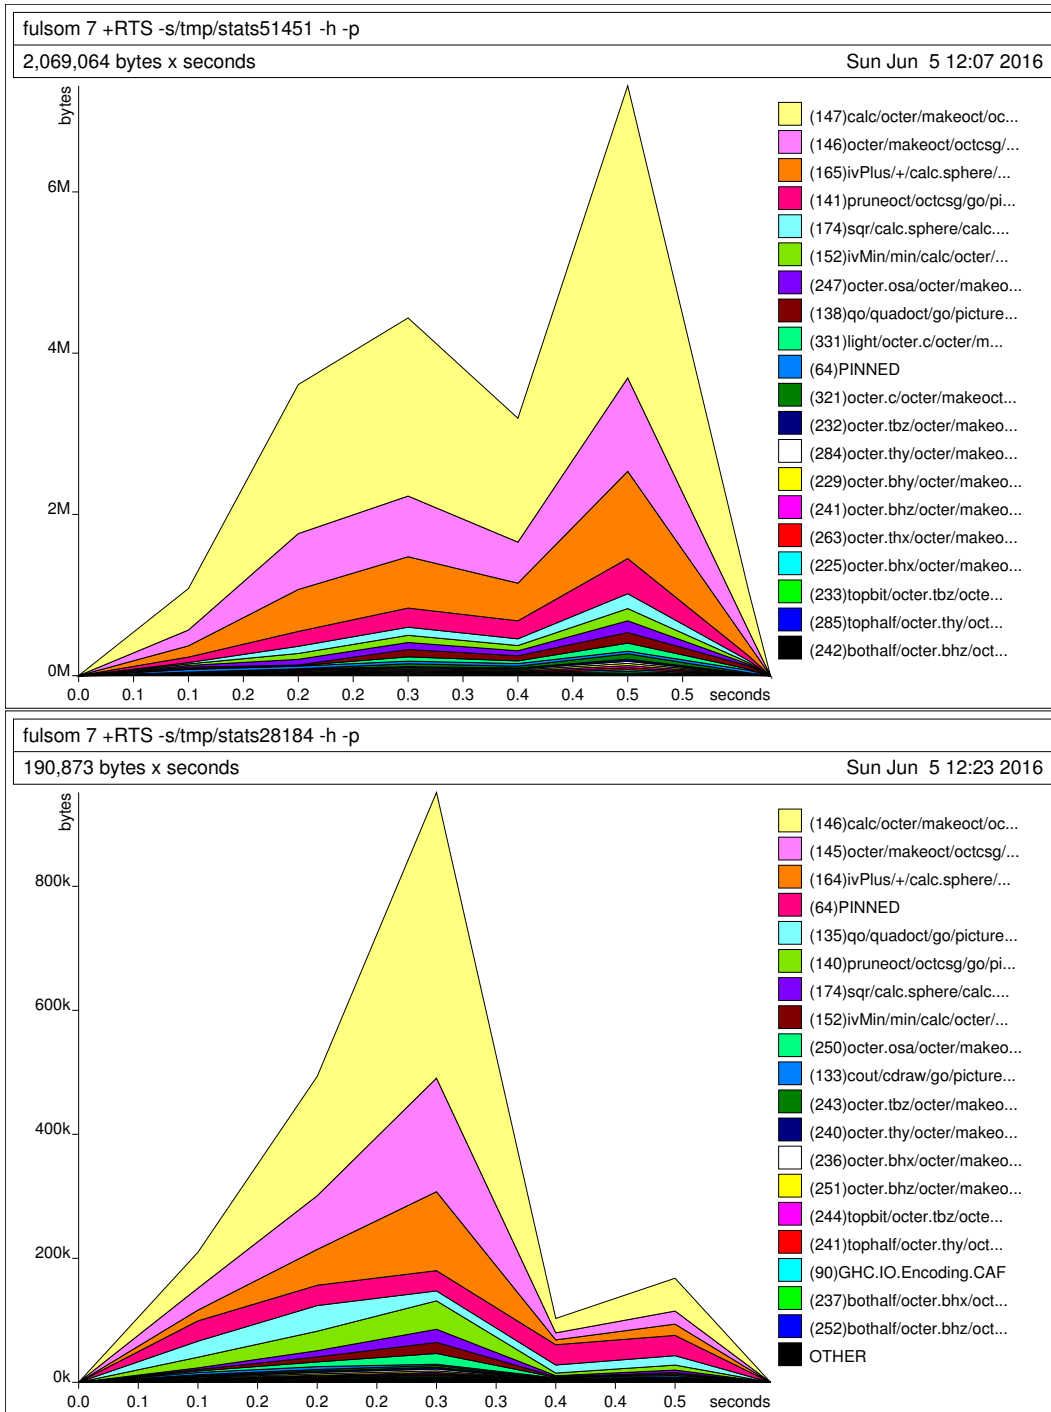 fulsom 7 +RTS -s/tmp/stats51451 -h -p
2,069,064 bytes x seconds Sun Jun 5 12:07 2016
bytes
6M
4M
2M
0M
0.0 0.1 0.1 0.2 0.2 0.2 0.3 0.3 0.4 0.4 0.5 0.5 seconds
(147)calc/octer/makeoct/oc...
(146)octer/makeoct/octcsg/...
(165)ivPlus/+/calc.sphere/...
(141)pruneoct/octcsg/go/pi...
(174)sqr/calc.sphere/calc....
(152)ivMin/min/calc/octer/...
(247)octer.osa/octer/makeo...
(138)qo/quadoct/go/picture...
(331)light/octer.c/octer/m...
(64)PINNED
(321)octer.c/octer/makeoct...
(232)octer.tbz/octer/makeo...
(284)octer.thy/octer/makeo...
(229)octer.bhy/octer/makeo...
(241)octer.bhz/octer/makeo...
(263)octer.thx/octer/makeo...
(225)octer.bhx/octer/makeo...
(233)topbit/octer.tbz/octe...
(285)tophalf/octer.thy/oct...
(242)bothalf/octer.bhz/oct...
fulsom 7 +RTS -s/tmp/stats28184 -h -p
190,873 bytes x seconds Sun Jun 5 12:23 2016
bytes
800k
600k
400k
200k
0k
0.0 0.1 0.1 0.2 0.2 0.2 0.3 0.3 0.4 0.4 0.5 seconds
(146)calc/octer/makeoct/oc...
(145)octer/makeoct/octcsg/...
(164)ivPlus/+/calc.sphere/...
(64)PINNED
(135)qo/quadoct/go/picture...
(140)pruneoct/octcsg/go/pi...
(174)sqr/calc.sphere/calc....
(152)ivMin/min/calc/octer/...
(250)octer.osa/octer/makeo...
(133)cout/cdraw/go/picture...
(243)octer.tbz/octer/makeo...
(240)octer.thy/octer/makeo...
(236)octer.bhx/octer/makeo...
(251)octer.bhz/octer/makeo...
(244)topbit/octer.tbz/octe...
(241)tophalf/octer.thy/oct...
(90)GHC.IO.Encoding.CAF
(237)bothalf/octer.bhx/oct...
(252)bothalf/octer.bhz/oct...
OTHER